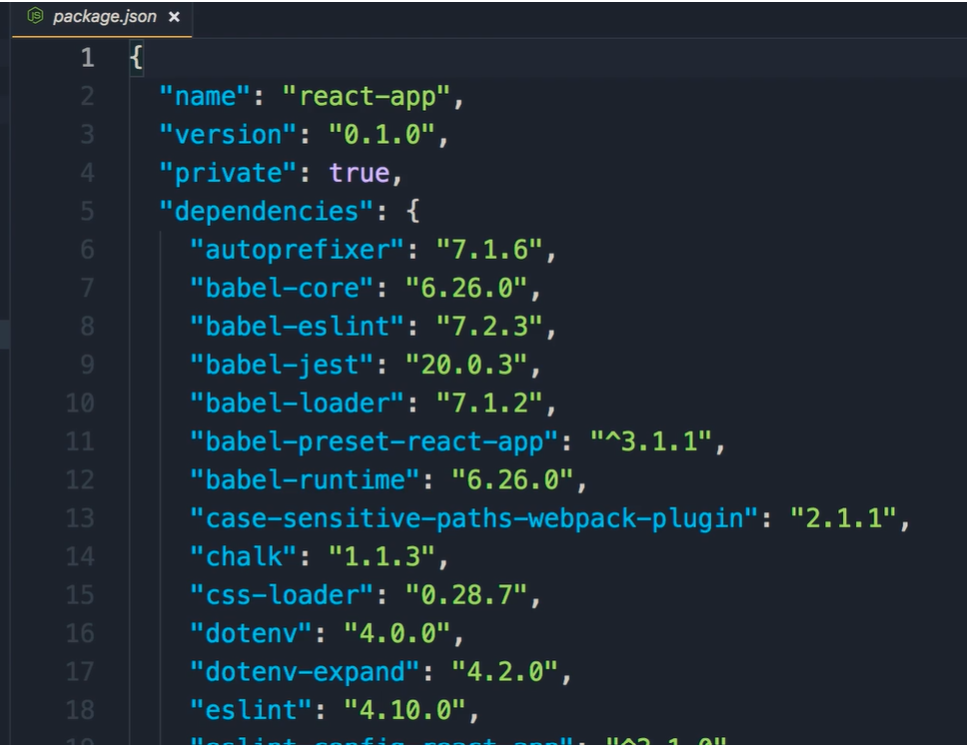 package.json ×
1 {
2 "name": "react-app",
3 "version": "0.1.0",
4 "private": true,
5 "dependencies": {
6 "autoprefixer": "7.1.6",
7 "babel-core": "6.26.0",
8 "babel-eslint": "7.2.3",
9 "babel-jest": "20.0.3",
10 "babel-loader": "7.1.2",
11 "babel-preset-react-app": "^3.1.1",
12 "babel-runtime": "6.26.0",
13 "case-sensitive-paths-webpack-plugin": "2.1.1",
14 "chalk": "1.1.3",
15 "css-loader": "0.28.7",
16 "dotenv": "4.0.0",
17 "dotenv-expand": "4.2.0",
18 "eslint": "4.10.0",
19 "eslint-config-react-app":